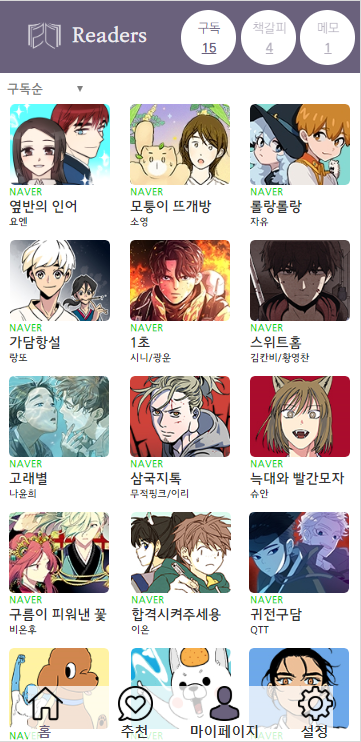 Readers
구독 책갈피 메모
15 4 3
구독순 ▼
NAVER NAVER NAVER
옆반의 인어 모퉁이 뜨개방 롤랑롤랑
요엔 소영 자유
NAVER NAVER NAVER
가담항설 1초 스위트홈
랑또 시니/광운 김칸비/황영찬
NAVER NAVER NAVER
고래별 삼국지톡 늑대와 빨간모자
나윤희 무적핑크/이리 슈안
NAVER NAVER NAVER
구름이 피워낸 꽃 합격시켜주세용 귀전구담
비온후 이온 QTT
NAVER NAVER NAVER
홈 추천 마이페이지 설정